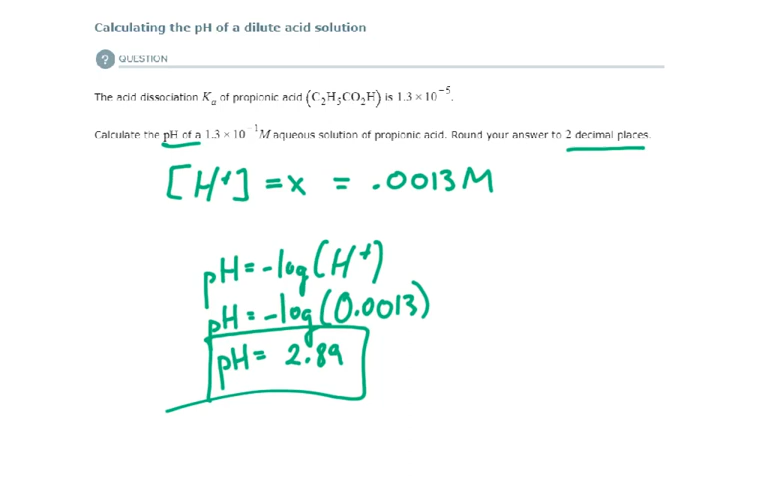 Calculating the pH of a dilute acid solution
? QUESTION
The acid dissociation Kₐ of propionic acid (C₂H₅CO₂H) is 1.3 × 10⁻⁵.
Calculate the pH of a 1.3 × 10⁻¹ M aqueous solution of propionic acid. Round your answer to 2 decimal places.
[H⁺] = x = .0013 M
pH = -log(H⁺)
pH = -log(0.0013)
pH = 2.89